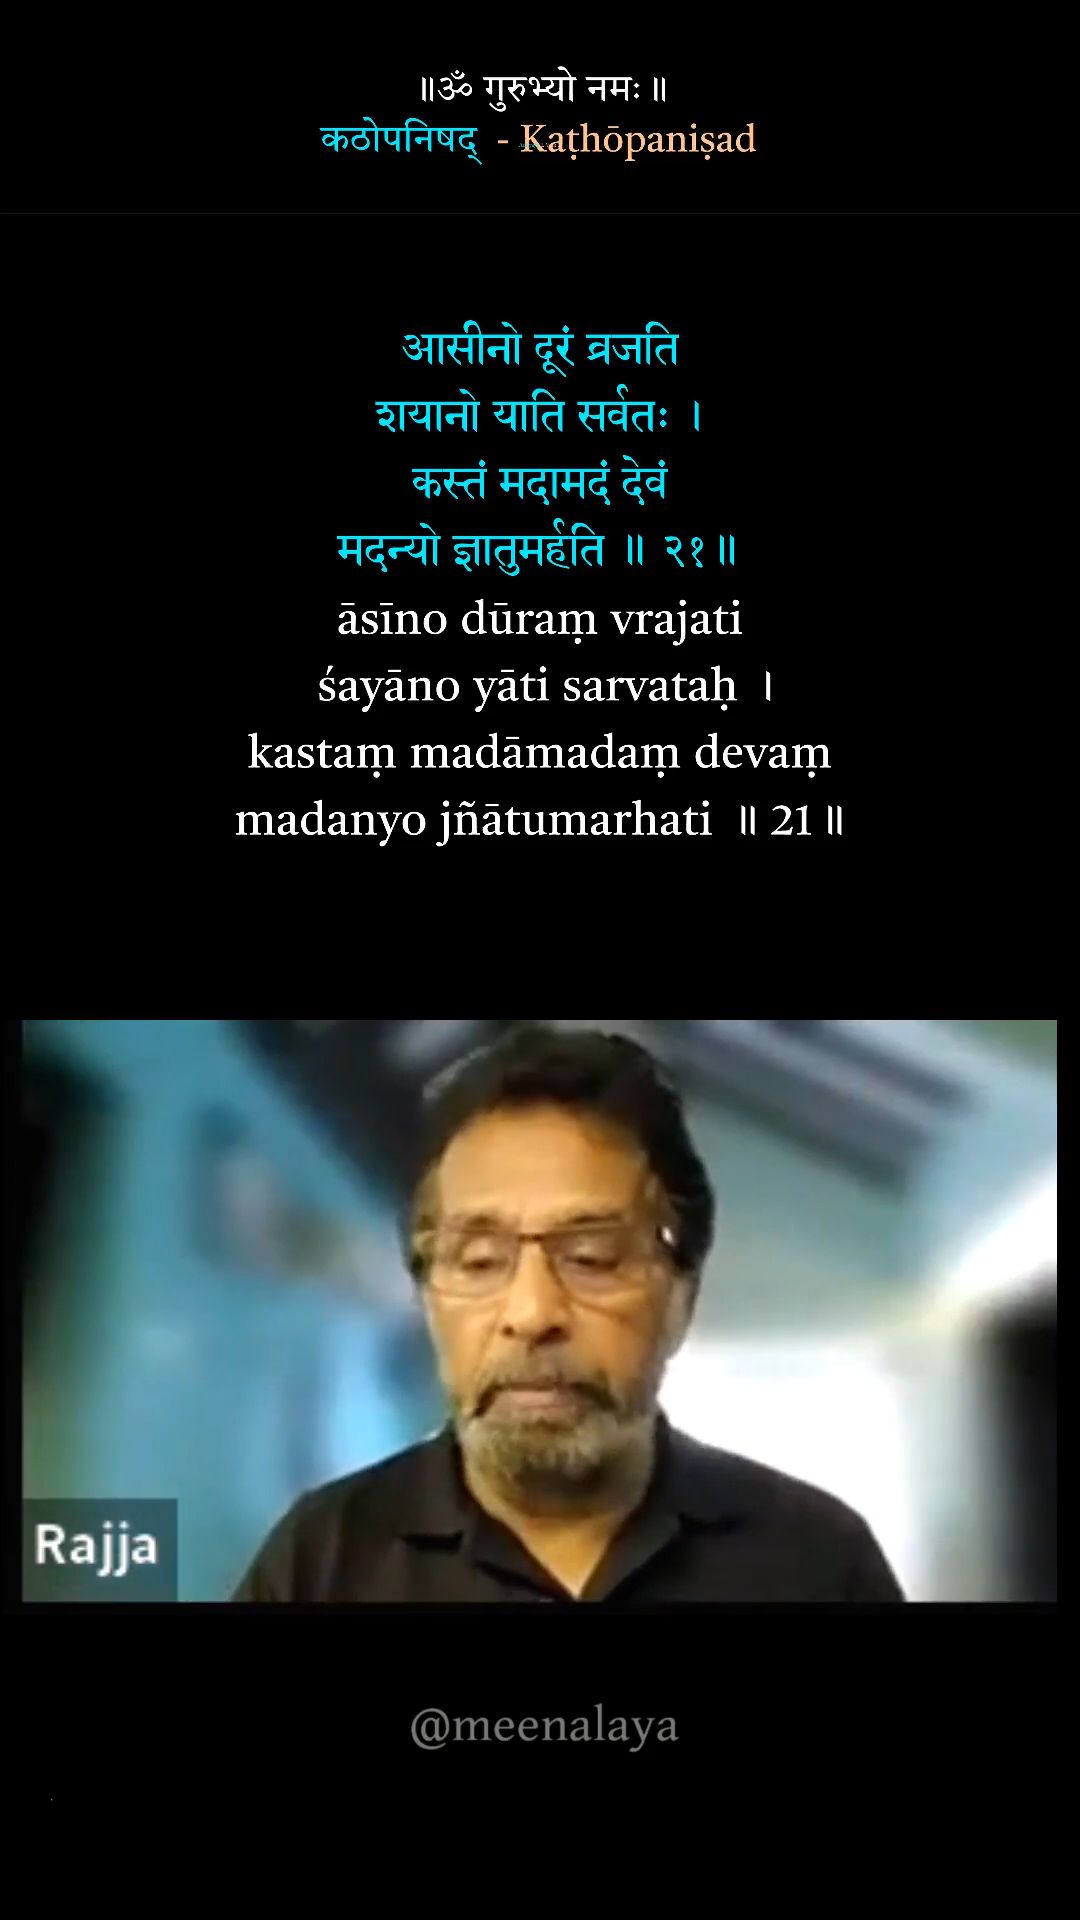 ॥ॐ गुरुभ्यो नमः॥
कठोपनिषद् - Kaṭhōpaniṣad
आसीनो दूरं व्रजति
शयानो याति सर्वतः ।
कस्तं मदामदं देवं
मदन्यो ज्ञातुमर्हति ॥ २१॥
āsīno dūraṃ vrajati
śayāno yāti sarvataḥ ।
kastaṃ madāmadaṃ devaṃ
madanyo jñātumarhati ॥ 21॥
Rajja
@meenalaya